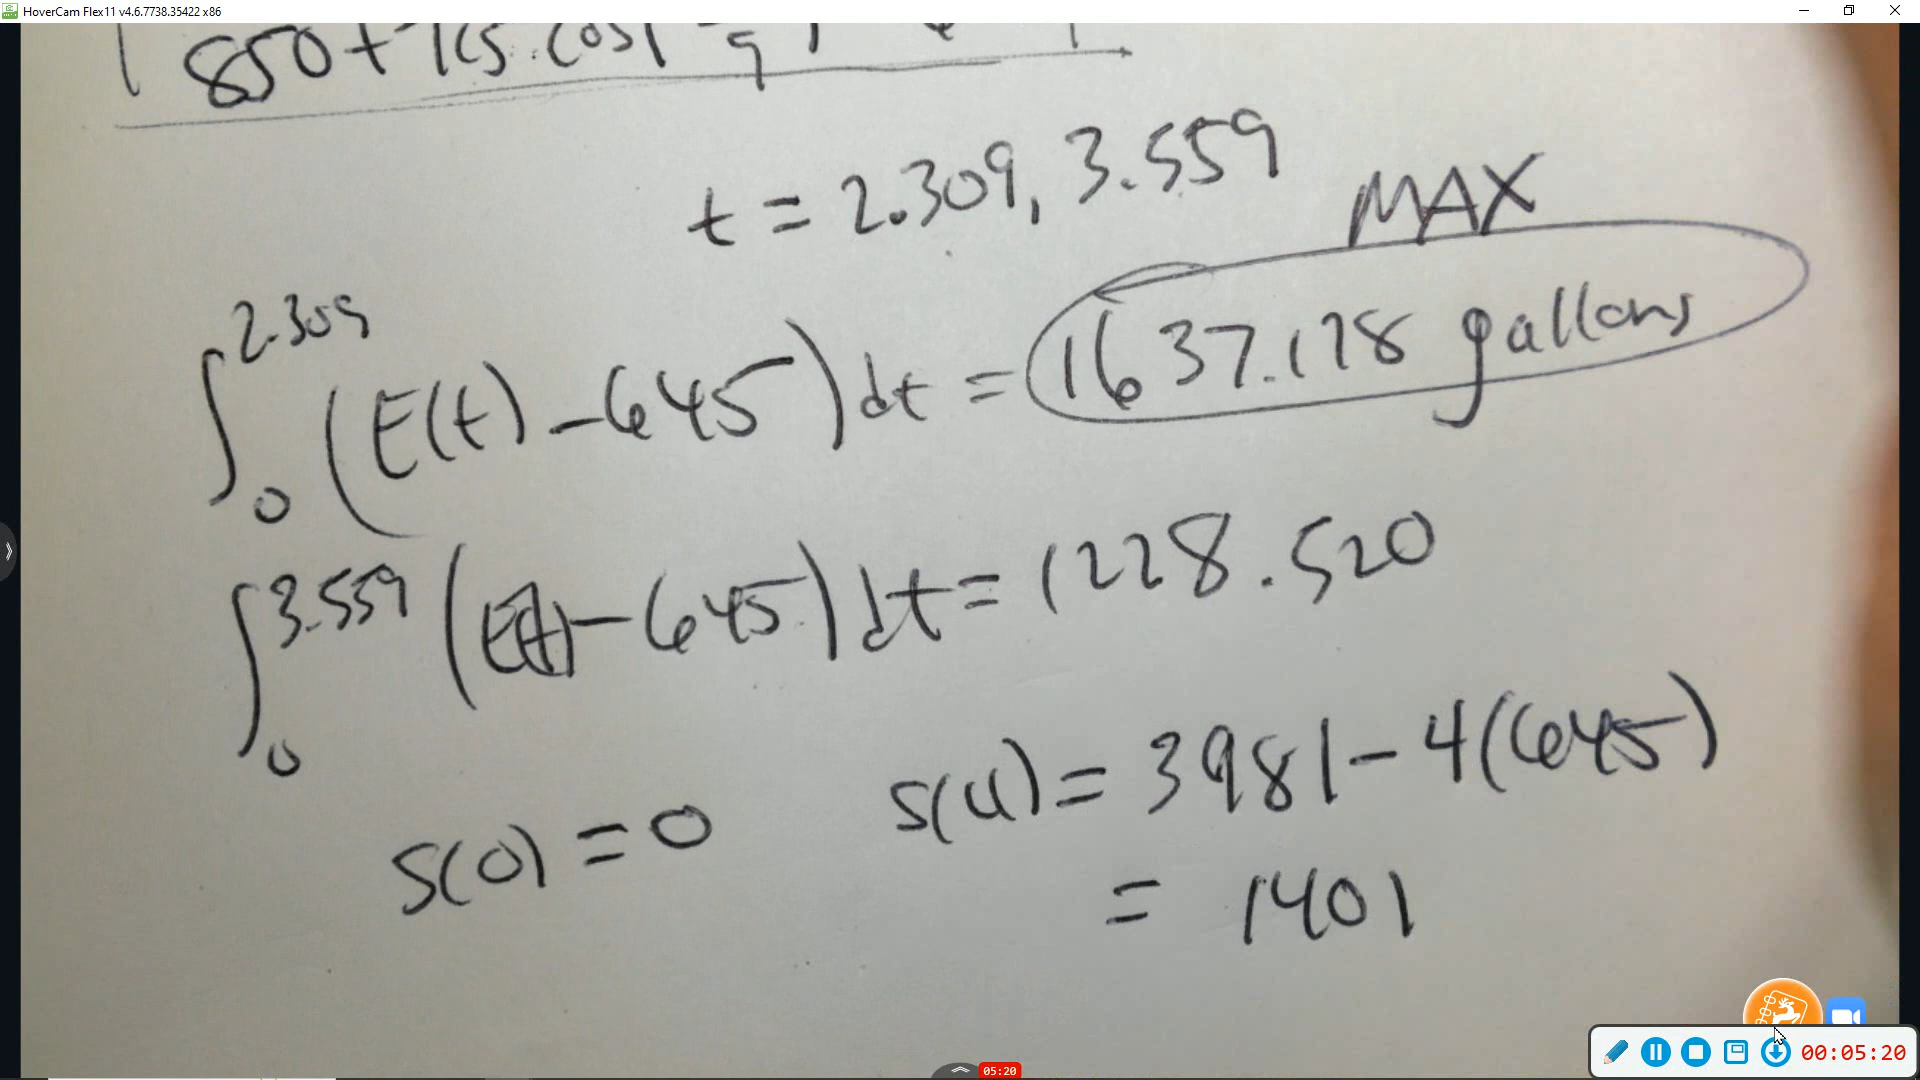 HoverCam Flex11 v4.6.7738.35422 x86
850 +
t = 2.309, 3.559
MAX
∫₀^2.309 (E(t) - 645) dt = 1637.178 gallons
∫₀^3.559 (E(t) - 645) dt = 1228.520
S(0) = 0
S(4) = 3981 - 4(645)
= 1401
05:20
00:05:20